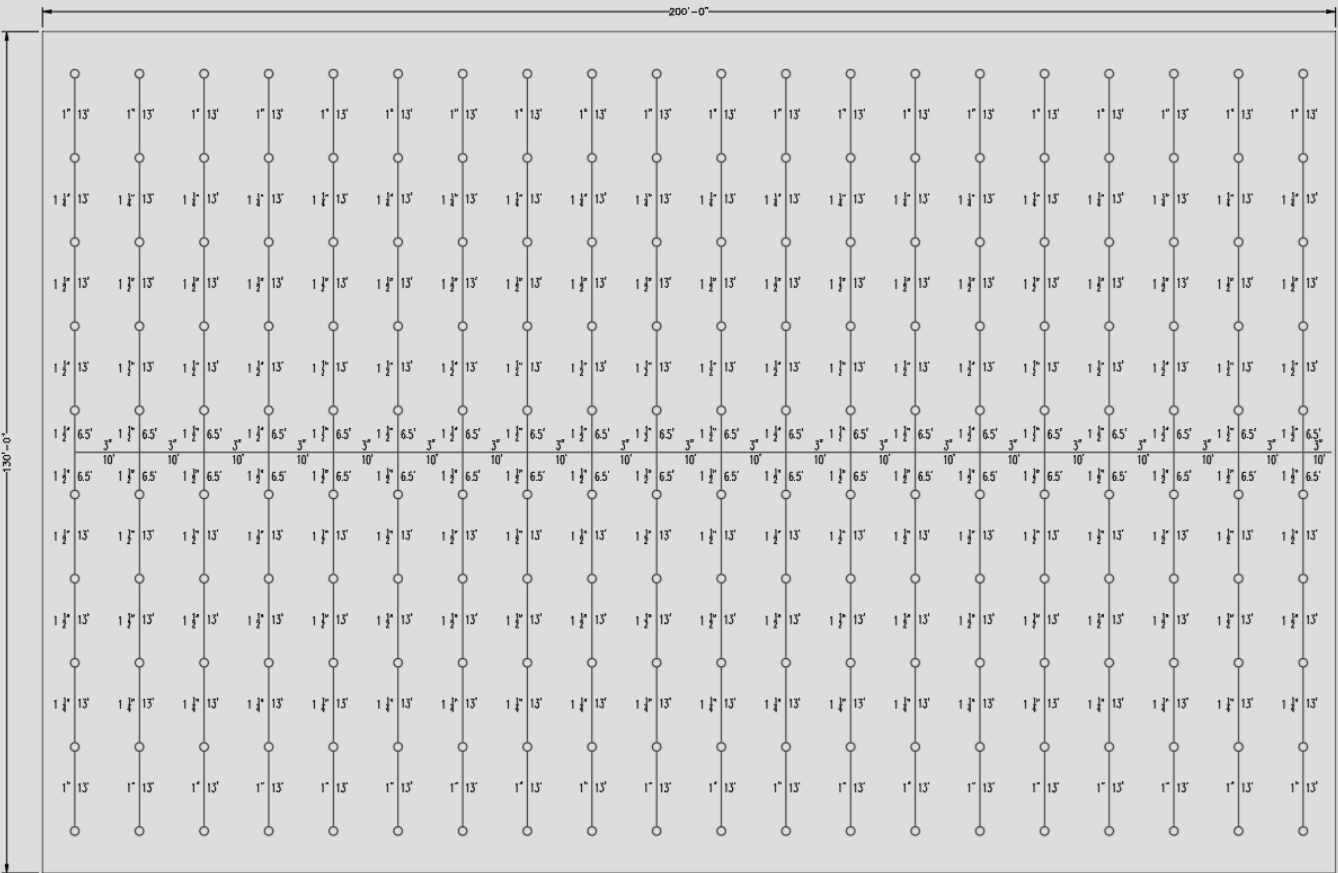 200'-0"
1" 13' 1" 13' 1" 13' 1" 13' 1" 13' 1" 13' 1" 13' 1" 13' 1" 13' 1" 13' 1" 13' 1" 13' 1" 13' 1" 13' 1" 13' 1" 13' 1" 13' 1" 13' 1" 13' 1" 13'
1 1/4" 13' 1 1/4" 13' 1 1/4" 13' 1 1/4" 13' 1 1/4" 13' 1 1/4" 13' 1 1/4" 13' 1 1/4" 13' 1 1/4" 13' 1 1/4" 13' 1 1/4" 13' 1 1/4" 13' 1 1/4" 13' 1 1/4" 13' 1 1/4" 13' 1 1/4" 13' 1 1/4" 13' 1 1/4" 13' 1 1/4" 13' 1 1/4" 13'
1 1/2" 13' 1 1/2" 13' 1 1/2" 13' 1 1/2" 13' 1 1/2" 13' 1 1/2" 13' 1 1/2" 13' 1 1/2" 13' 1 1/2" 13' 1 1/2" 13' 1 1/2" 13' 1 1/2" 13' 1 1/2" 13' 1 1/2" 13' 1 1/2" 13' 1 1/2" 13' 1 1/2" 13' 1 1/2" 13' 1 1/2" 13' 1 1/2" 13'
1 1/2" 13' 1 1/2" 13' 1 1/2" 13' 1 1/2" 13' 1 1/2" 13' 1 1/2" 13' 1 1/2" 13' 1 1/2" 13' 1 1/2" 13' 1 1/2" 13' 1 1/2" 13' 1 1/2" 13' 1 1/2" 13' 1 1/2" 13' 1 1/2" 13' 1 1/2" 13' 1 1/2" 13' 1 1/2" 13' 1 1/2" 13' 1 1/2" 13'
1 1/2" 6.5' 1 1/2" 6.5' 1 1/2" 6.5' 1 1/2" 6.5' 1 1/2" 6.5' 1 1/2" 6.5' 1 1/2" 6.5' 1 1/2" 6.5' 1 1/2" 6.5' 1 1/2" 6.5' 1 1/2" 6.5' 1 1/2" 6.5' 1 1/2" 6.5' 1 1/2" 6.5' 1 1/2" 6.5' 1 1/2" 6.5' 1 1/2" 6.5' 1 1/2" 6.5' 1 1/2" 6.5' 1 1/2" 6.5'
3" 3" 3" 3" 3" 3" 3" 3" 3" 3" 3" 3" 3" 3" 3" 3" 3" 3" 3" 3"
130'-0"
10' 10' 10' 10' 10' 10' 10' 10' 10' 10' 10' 10' 10' 10' 10' 10' 10' 10' 10' 10'
1 1/2" 6.5' 1 1/2" 6.5' 1 1/2" 6.5' 1 1/2" 6.5' 1 1/2" 6.5' 1 1/2" 6.5' 1 1/2" 6.5' 1 1/2" 6.5' 1 1/2" 6.5' 1 1/2" 6.5' 1 1/2" 6.5' 1 1/2" 6.5' 1 1/2" 6.5' 1 1/2" 6.5' 1 1/2" 6.5' 1 1/2" 6.5' 1 1/2" 6.5' 1 1/2" 6.5' 1 1/2" 6.5' 1 1/2" 6.5'
1 1/2" 13' 1 1/2" 13' 1 1/2" 13' 1 1/2" 13' 1 1/2" 13' 1 1/2" 13' 1 1/2" 13' 1 1/2" 13' 1 1/2" 13' 1 1/2" 13' 1 1/2" 13' 1 1/2" 13' 1 1/2" 13' 1 1/2" 13' 1 1/2" 13' 1 1/2" 13' 1 1/2" 13' 1 1/2" 13' 1 1/2" 13' 1 1/2" 13'
1 1/2" 13' 1 1/2" 13' 1 1/2" 13' 1 1/2" 13' 1 1/2" 13' 1 1/2" 13' 1 1/2" 13' 1 1/2" 13' 1 1/2" 13' 1 1/2" 13' 1 1/2" 13' 1 1/2" 13' 1 1/2" 13' 1 1/2" 13' 1 1/2" 13' 1 1/2" 13' 1 1/2" 13' 1 1/2" 13' 1 1/2" 13' 1 1/2" 13'
1 1/4" 13' 1 1/4" 13' 1 1/4" 13' 1 1/4" 13' 1 1/4" 13' 1 1/4" 13' 1 1/4" 13' 1 1/4" 13' 1 1/4" 13' 1 1/4" 13' 1 1/4" 13' 1 1/4" 13' 1 1/4" 13' 1 1/4" 13' 1 1/4" 13' 1 1/4" 13' 1 1/4" 13' 1 1/4" 13' 1 1/4" 13' 1 1/4" 13'
1" 13' 1" 13' 1" 13' 1" 13' 1" 13' 1" 13' 1" 13' 1" 13' 1" 13' 1" 13' 1" 13' 1" 13' 1" 13' 1" 13' 1" 13' 1" 13' 1" 13' 1" 13' 1" 13' 1" 13'